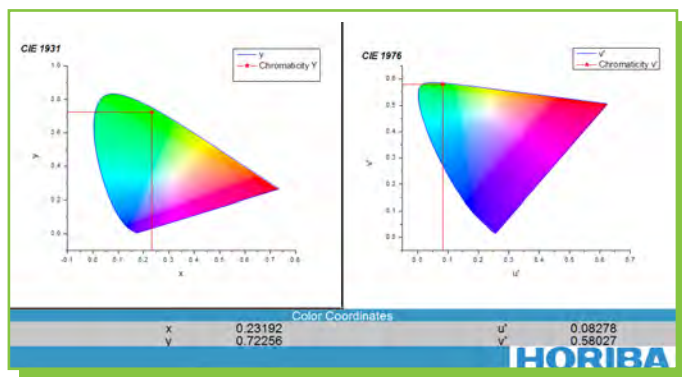 CIE 1931
y
Chromaticity Y
1.0
0.8
0.6
0.4
0.2
0.0
y
-0.1 0.0 0.1 0.2 0.3 0.4 0.5 0.6 0.7 0.8
x
CIE 1976
v'
Chromaticity v'
0.6
0.5
0.4
0.3
0.2
0.1
0.0
v'
0.0 0.1 0.2 0.3 0.4 0.5 0.6 0.7
u'
Color Coordinates
x 0.23192 u' 0.08278
y 0.72256 v' 0.58027
HORIBA